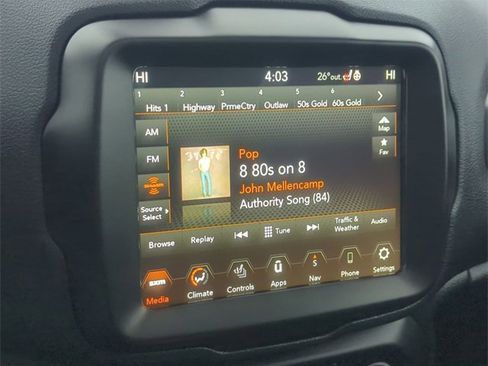 HI 4:03 26° out. HI
1 2 3 4 5 6
Hits 1 Highway PrmeCtry Outlaw 50s Gold 60s Gold
AM
Map
FM
Fav
Pop
8 80s on 8
John Mellencamp
Authority Song (84)
SiriusXM
Source
Select
Browse Replay Tune Traffic & Weather Audio
SXM
Media Climate Controls Apps Nav Phone Settings